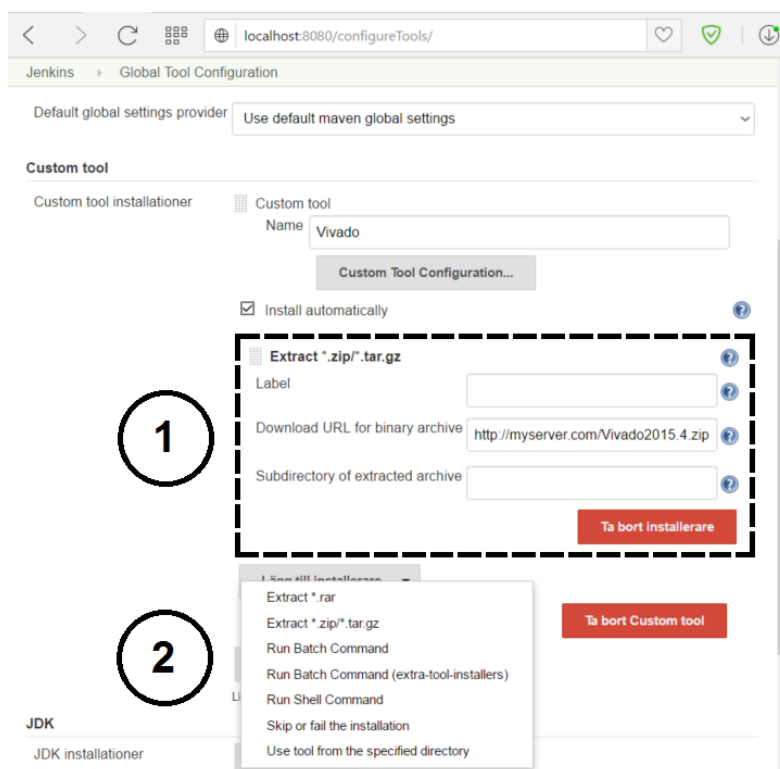 localhost:8080/configureTools/
Jenkins Global Tool Configuration
Default global settings provider Use default maven global settings
Custom tool
Custom tool installationer Custom tool
Name Vivado
Custom Tool Configuration...
Install automatically
Extract *.zip/*.tar.gz
Label
1
Download URL for binary archive http://myserver.com/Vivado2015.4.zip
Subdirectory of extracted archive
Ta bort installerare
Lägg till installerare
Extract *.rar
Extract *.zip/*.tar.gz
Ta bort Custom tool
Run Batch Command
2
Run Batch Command (extra-tool-installers)
Run Shell Command
JDK
Skip or fail the installation
JDK installationer
Use tool from the specified directory